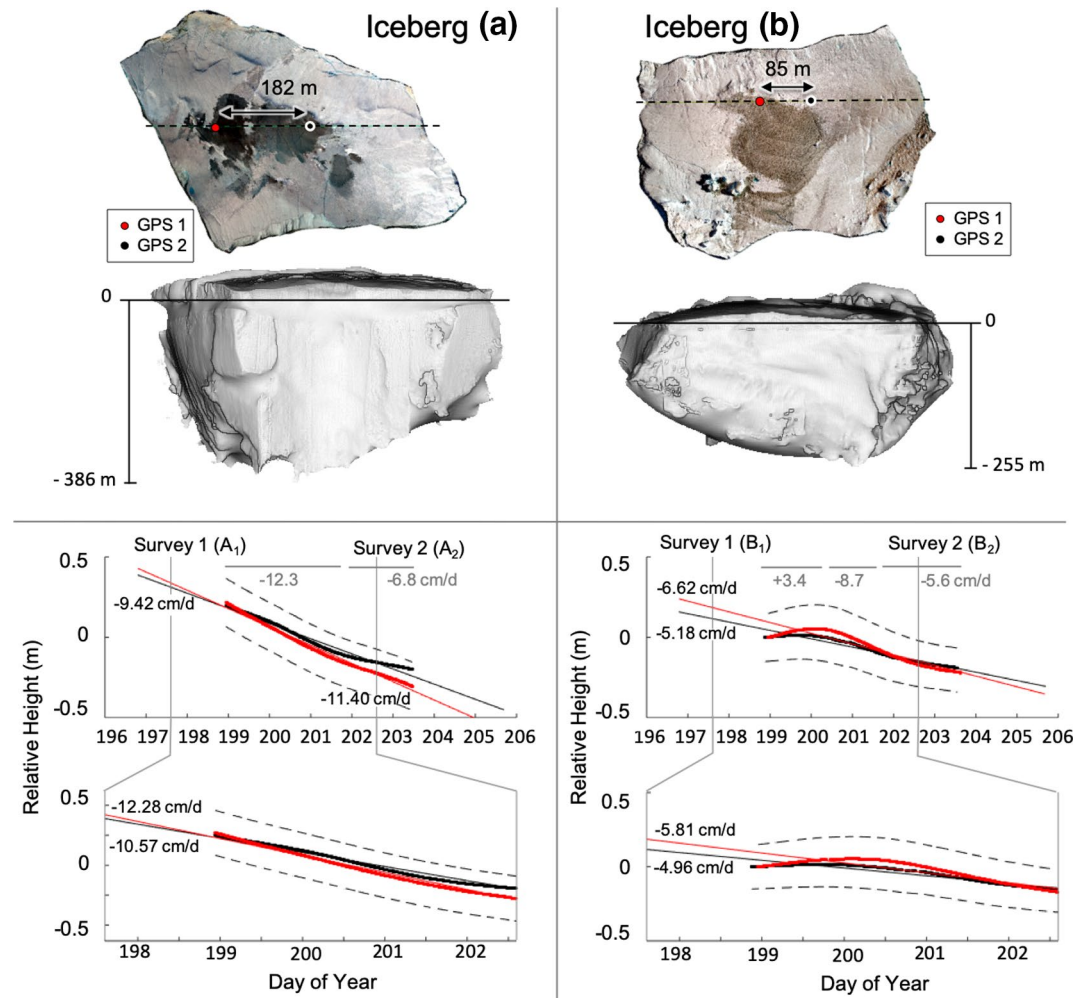 Iceberg (a)
182 m
GPS 1
GPS 2
0
- 386 m
Iceberg (b)
85 m
GPS 1
GPS 2
0
- 255 m
Survey 1 (A1)
Survey 2 (A2)
0.5
-12.3
-6.8 cm/d
-9.42 cm/d
0
-11.40 cm/d
-0.5
196 197 198 199 200 201 202 203 204 205 206
Relative Height (m)
0.5
-12.28 cm/d
-10.57 cm/d
0
-0.5
198 199 200 201 202
Day of Year
Survey 1 (B1)
Survey 2 (B2)
0.5
+3.4
-8.7
-5.6 cm/d
-6.62 cm/d
0
-5.18 cm/d
-0.5
196 197 198 199 200 201 202 203 204 205 206
Relative Height (m)
0.5
-5.81 cm/d
0
-4.96 cm/d
-0.5
198 199 200 201 202
Day of Year